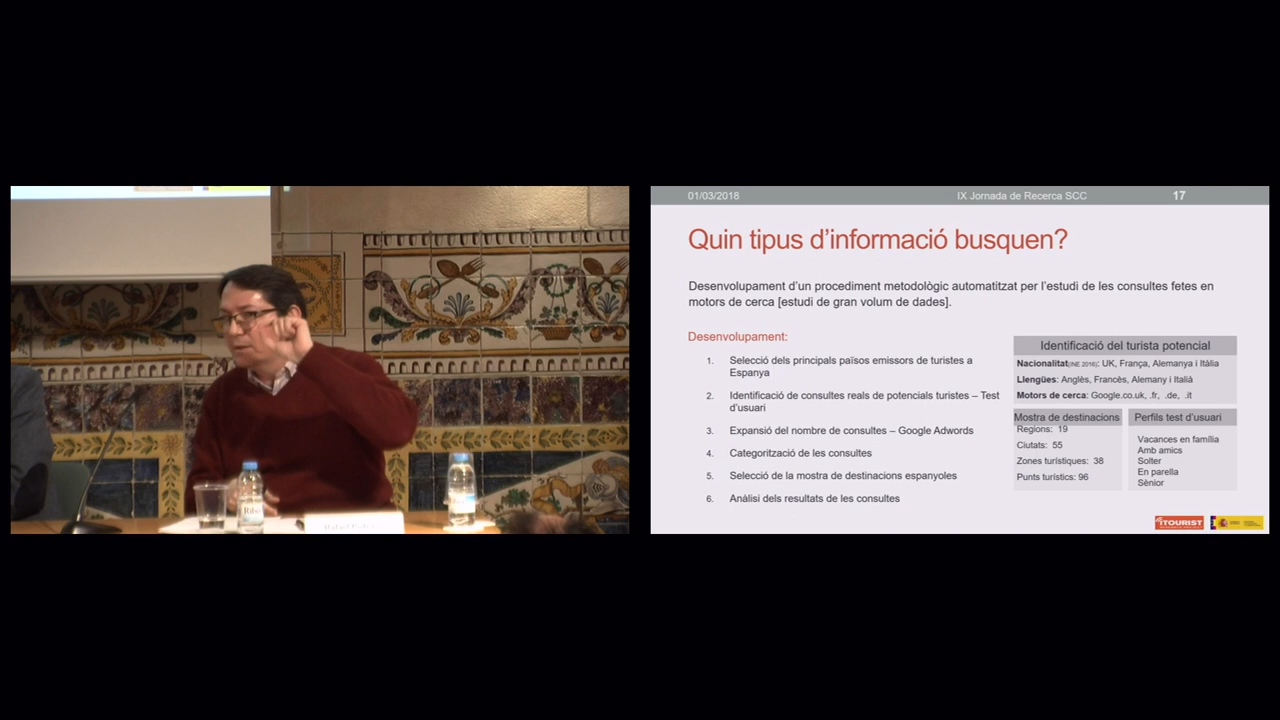 01/03/2018 IX Jornada de Recerca SCC 17
Quin tipus d’informació busquen?
Desenvolupament d’un procediment metodològic automatitzat per l’estudi de les consultes fetes en
motors de cerca [estudi de gran volum de dades].
Desenvolupament:
1. Selecció dels principals països emissors de turistes a
Espanya
2. Identificació de consultes reals de potencials turistes – Test
d’usuari
3. Expansió del nombre de consultes – Google Adwords
4. Categorització de les consultes
5. Selecció de la mostra de destinacions espanyoles
6. Anàlisi dels resultats de les consultes
Identificació del turista potencial
Nacionalitat(INE 2016): UK, França, Alemanya i Itàlia
Llengües: Anglès, Francès, Alemany i Italià
Motors de cerca: Google.co.uk, .fr, .de, .it
Mostra de destinacions
Regions: 19
Ciutats: 55
Zones turístiques: 38
Punts turístics: 96
Perfils test d’usuari
Vacances en família
Amb amics
Solter
En parella
Sènior
iTOURIST